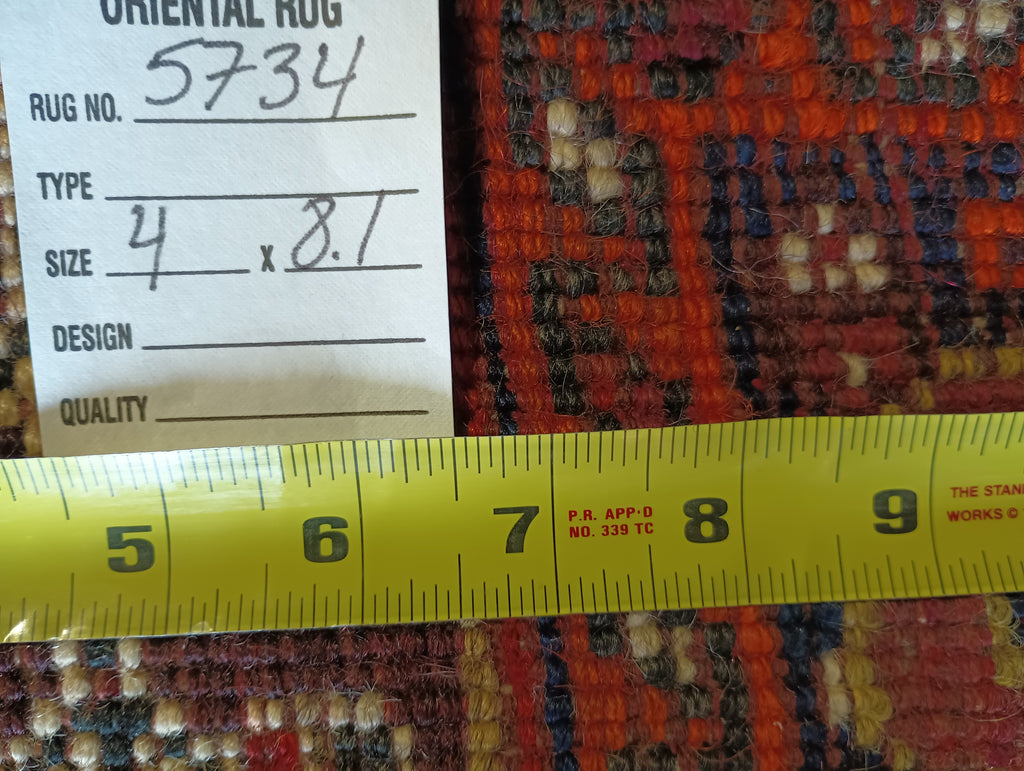 ORIENTAL RUG
RUG NO. 5734
TYPE
SIZE 4 x 8.1
DESIGN
QUALITY
5 6 7 P.R. APP'D 8 9 THE STAN
NO. 339 TC WORKS ©